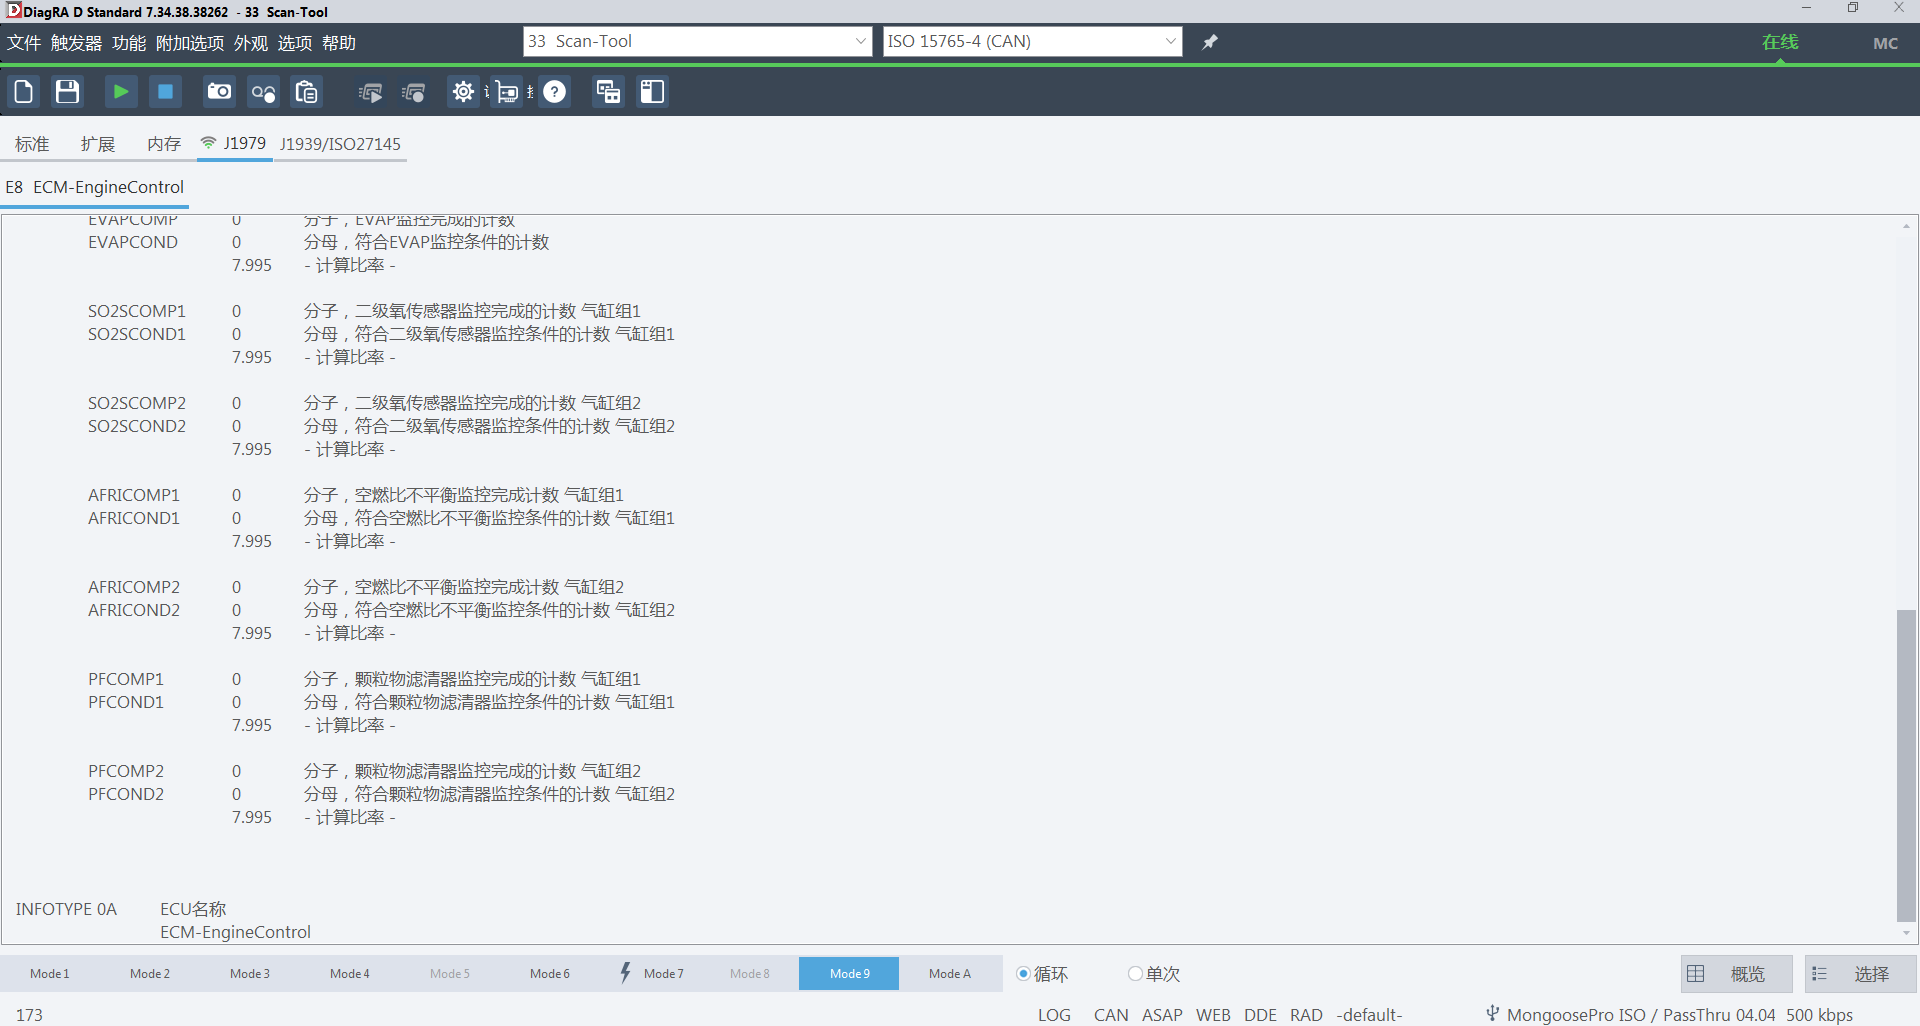 DiagRA D Standard 7.34.38.38262 - 33 Scan-Tool
文件 触发器 功能 附加选项 外观 选项 帮助
33 Scan-Tool
ISO 15765-4 (CAN)
在线
MC
标准 扩展 内存 J1979 J1939/ISO27145
E8 ECM-EngineControl
EVAPCOMP 0 分子，EVAP监控完成的计数
EVAPCOND 0 分母，符合EVAP监控条件的计数
7.995 - 计算比率 -
SO2SCOMP1 0 分子，二级氧传感器监控完成的计数 气缸组1
SO2SCOND1 0 分母，符合二级氧传感器监控条件的计数 气缸组1
7.995 - 计算比率 -
SO2SCOMP2 0 分子，二级氧传感器监控完成的计数 气缸组2
SO2SCOND2 0 分母，符合二级氧传感器监控条件的计数 气缸组2
7.995 - 计算比率 -
AFRICOMP1 0 分子，空燃比不平衡监控完成计数 气缸组1
AFRICOND1 0 分母，符合空燃比不平衡监控条件的计数 气缸组1
7.995 - 计算比率 -
AFRICOMP2 0 分子，空燃比不平衡监控完成计数 气缸组2
AFRICOND2 0 分母，符合空燃比不平衡监控条件的计数 气缸组2
7.995 - 计算比率 -
PFCOMP1 0 分子，颗粒物滤清器监控完成的计数 气缸组1
PFCOND1 0 分母，符合颗粒物滤清器监控条件的计数 气缸组1
7.995 - 计算比率 -
PFCOMP2 0 分子，颗粒物滤清器监控完成的计数 气缸组2
PFCOND2 0 分母，符合颗粒物滤清器监控条件的计数 气缸组2
7.995 - 计算比率 -
INFOTYPE 0A ECU名称
ECM-EngineControl
Mode 1 Mode 2 Mode 3 Mode 4 Mode 5 Mode 6 Mode 7 Mode 8 Mode 9 Mode A 循环 单次 概览 选择
173 LOG CAN ASAP WEB DDE RAD -default- MongoosePro ISO / PassThru 04.04 500 kbps